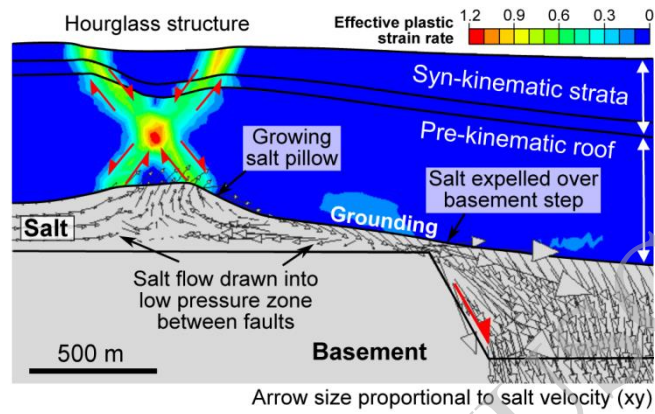 Hourglass structure
Effective plastic
strain rate
1.2 0.9 0.6 0.3 0
Syn-kinematic strata
Pre-kinematic roof
Growing
salt pillow
Salt expelled over
basement step
Grounding
Salt
Salt flow drawn into
low pressure zone
between faults
500 m
Basement
Arrow size proportional to salt velocity (xy)